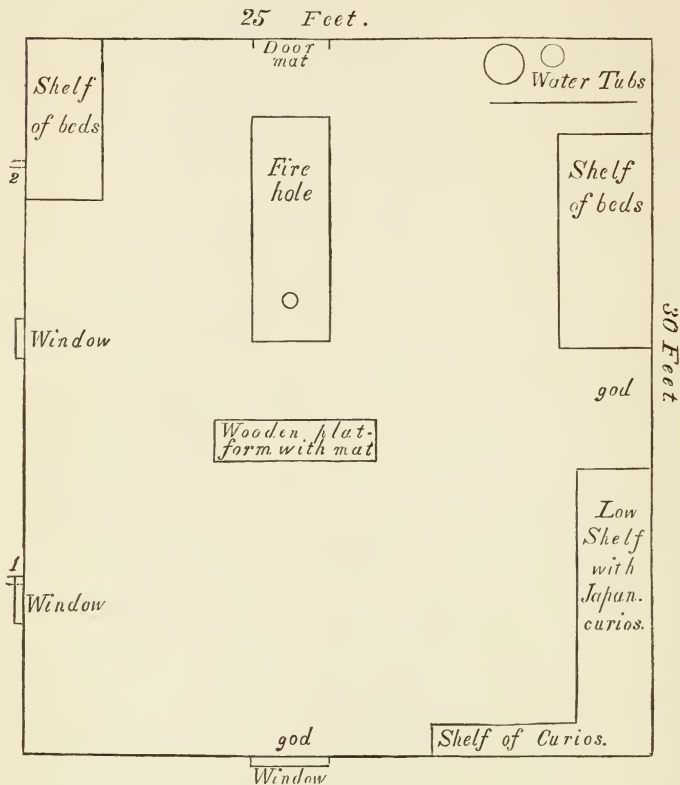 25 Feet.
Door
mat
Water Tubs
Shelf
of beds
2
Fire
hole
Shelf
of beds
Window
30 Feet.
god
Wooden plat-
form with mat
Low
Shelf
with
Japan.
curios.
1
Window
god
Shelf of Curios.
Window